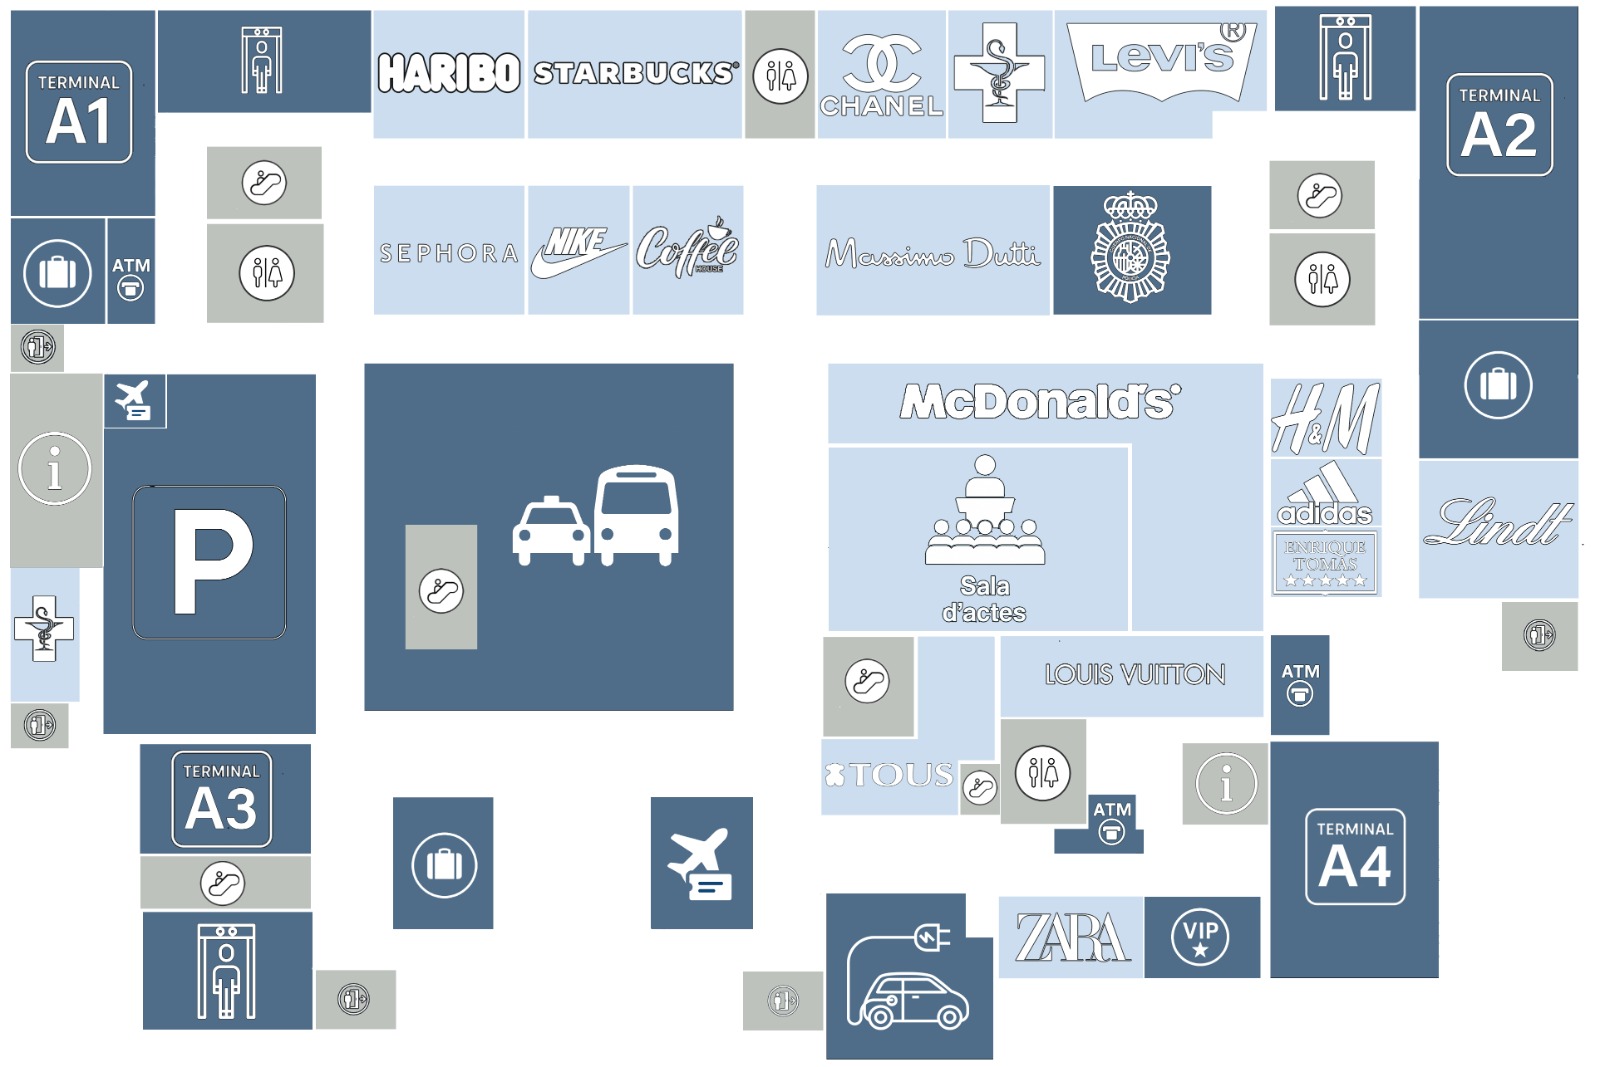 TERMINAL
A1
HARIBO
STARBUCKS®
CHANEL
LEVI'S®
TERMINAL
A2
ATM
SEPHORA
NIKE
Coffee
HOUSE
Massimo Dutti
McDonald's
H&M
adidas
ENRIQUE
TOMÁS
Lindt
i
P
Sala
d'actes
LOUIS VUITTON
ATM
TERMINAL
A3
TOUS
i
ATM
TERMINAL
A4
ZARA
VIP